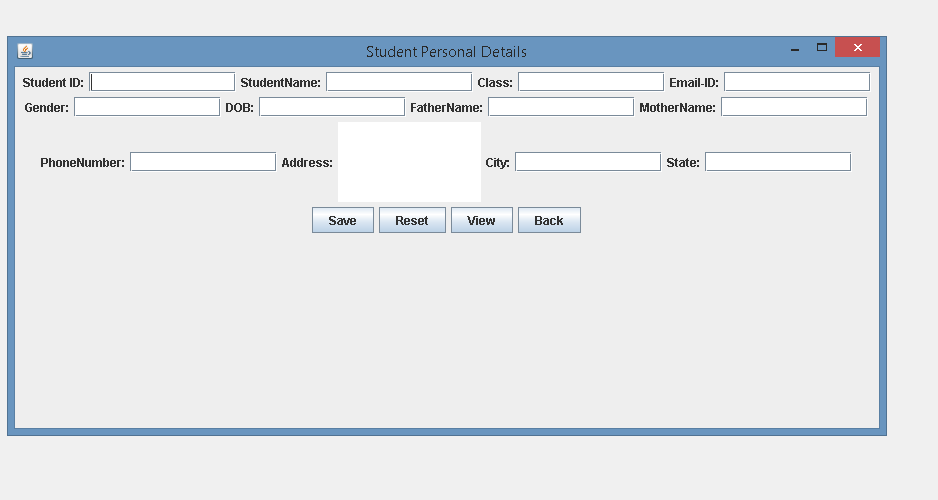 Student Personal Details
Student ID: StudentName: Class: Email-ID:
Gender: DOB: FatherName: MotherName:
PhoneNumber: Address: City: State:
Save Reset View Back